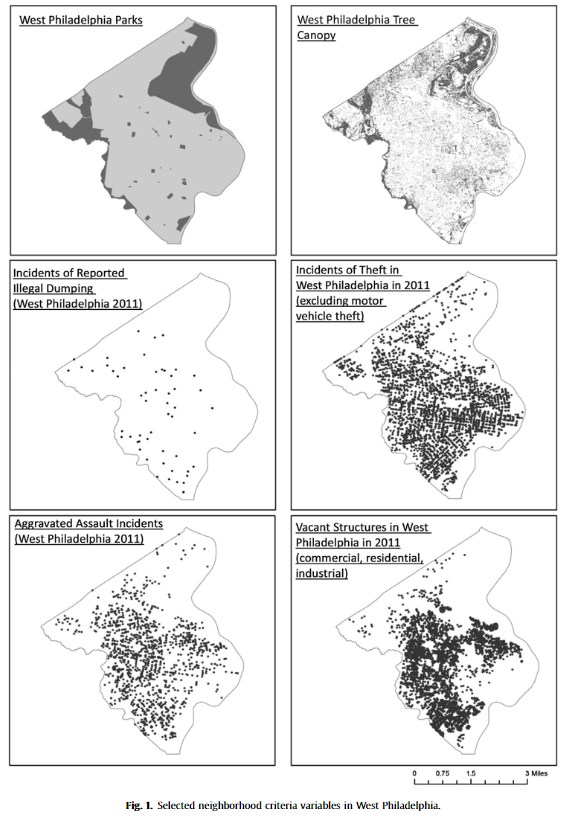 West Philadelphia Parks
West Philadelphia Tree
Canopy
Incidents of Reported
Illegal Dumping
(West Philadelphia 2011)
Incidents of Theft in
West Philadelphia in 2011
(excluding motor
vehicle theft)
Aggravated Assault Incidents
(West Philadelphia 2011)
Vacant Structures in West
Philadelphia in 2011
(commercial, residential,
industrial)
0 0.75 1.5 3 Miles
Fig. 1. Selected neighborhood criteria variables in West Philadelphia.